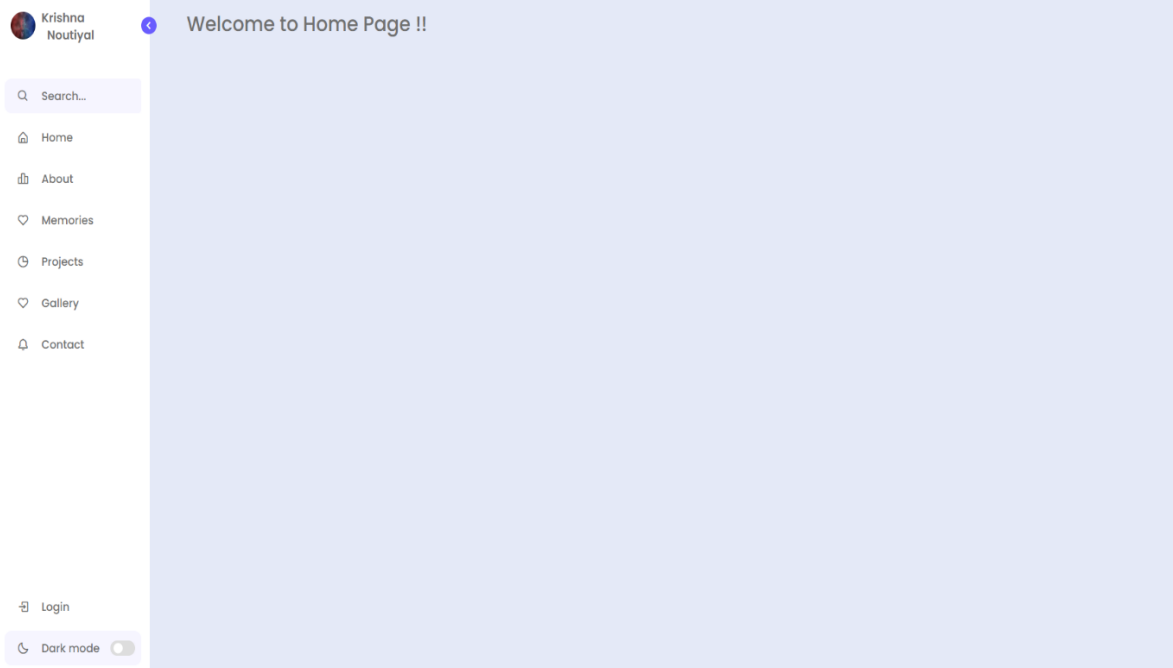 Krishna
Noutiyal
Welcome to Home Page !!
Search...
Home
About
Memories
Projects
Gallery
Contact
Login
Dark mode